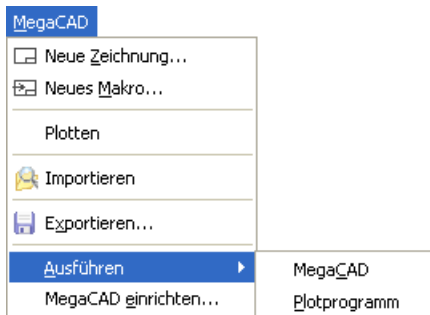 MegaCAD
Neue Zeichnung...
Neues Makro...
Plotten
Importieren
Exportieren...
Ausführen
MegaCAD
MegaCAD einrichten...
Plotprogramm